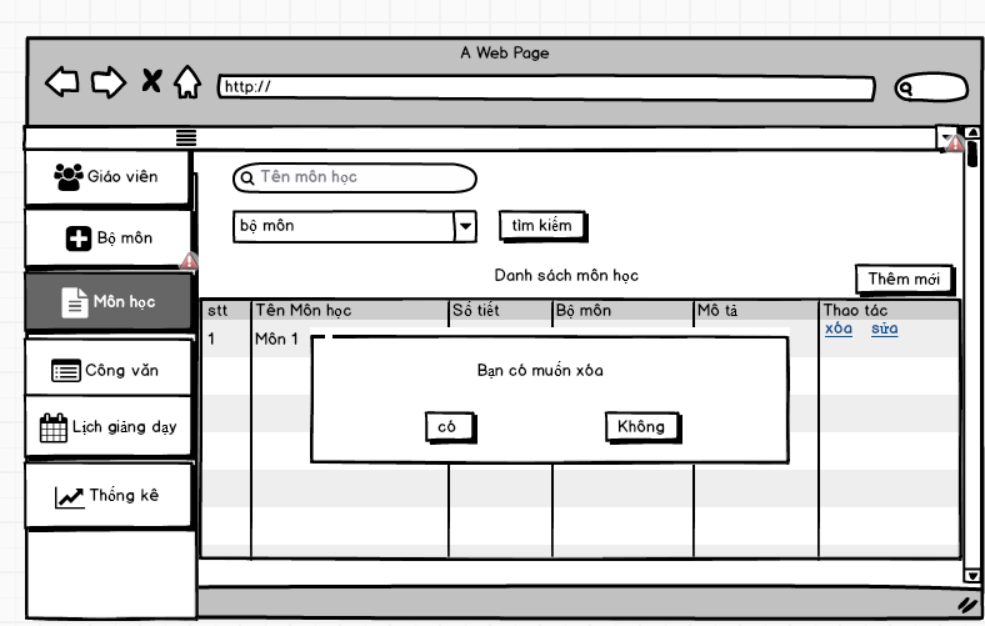 A Web Page
http://
Giáo viên
Bộ môn
Môn học
Công văn
Lịch giảng dạy
Thống kê
Tên môn học
bộ môn
tìm kiếm
Danh sách môn học
Thêm mới
stt Tên Môn học Số tiết Bộ môn Mô tả Thao tác
1 Môn 1 xóa sửa
Bạn có muốn xóa
có Không